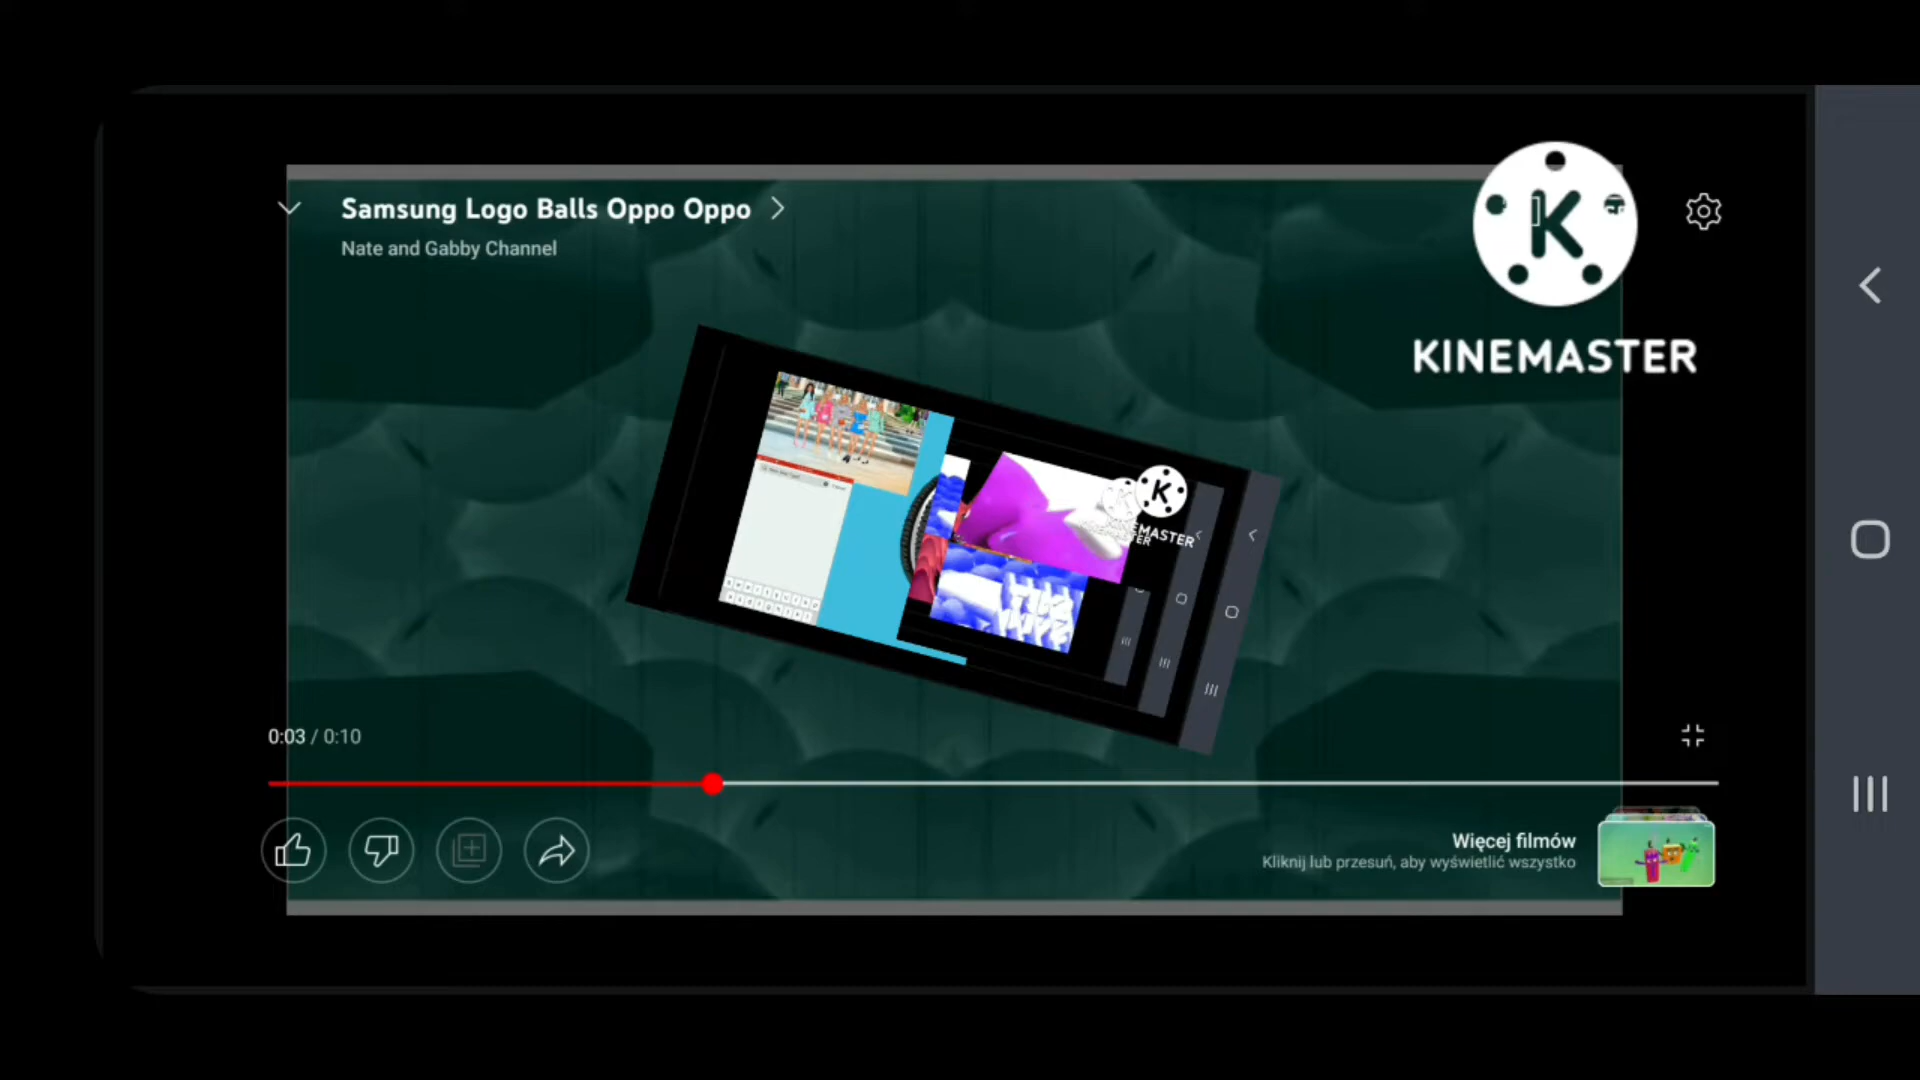 Samsung Logo Balls Oppo Oppo
Nate and Gabby Channel
K
KINEMASTER
K
KINEMASTER
0:03 / 0:10
Więcej filmów
Kliknij lub przesuń, aby wyświetlić wszystko